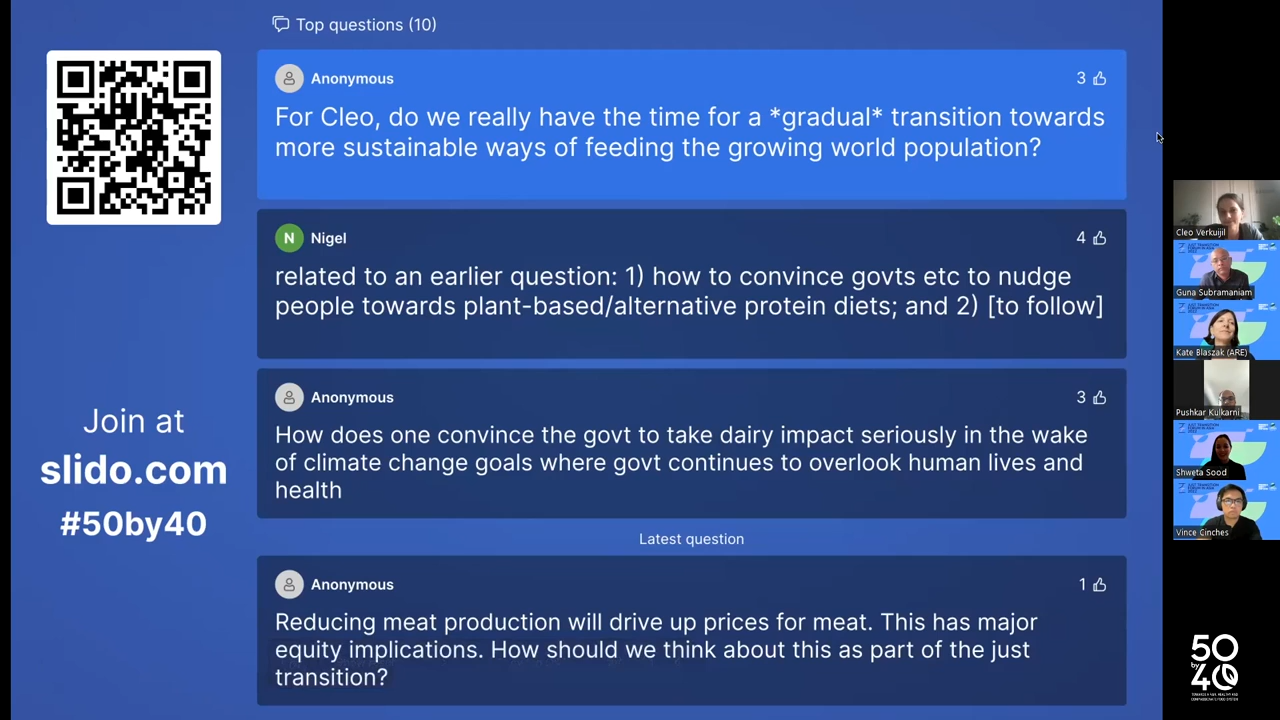 Top questions (10)
Anonymous
3
For Cleo, do we really have the time for a *gradual* transition towards
more sustainable ways of feeding the growing world population?
N
Nigel
4
related to an earlier question: 1) how to convince govts etc to nudge
people towards plant-based/alternative protein diets; and 2) [to follow]
Anonymous
3
How does one convince the govt to take dairy impact seriously in the wake
of climate change goals where govt continues to overlook human lives and
health
Latest question
Anonymous
1
Reducing meat production will drive up prices for meat. This has major
equity implications. How should we think about this as part of the just
transition?
Join at
slido.com
#50by40
Cleo Verkuijl
Guna Subramaniam
Kate Blaszak (ARE)
Pushkar Kulkarni
Shweta Sood
Vince Cinches
50
by
40